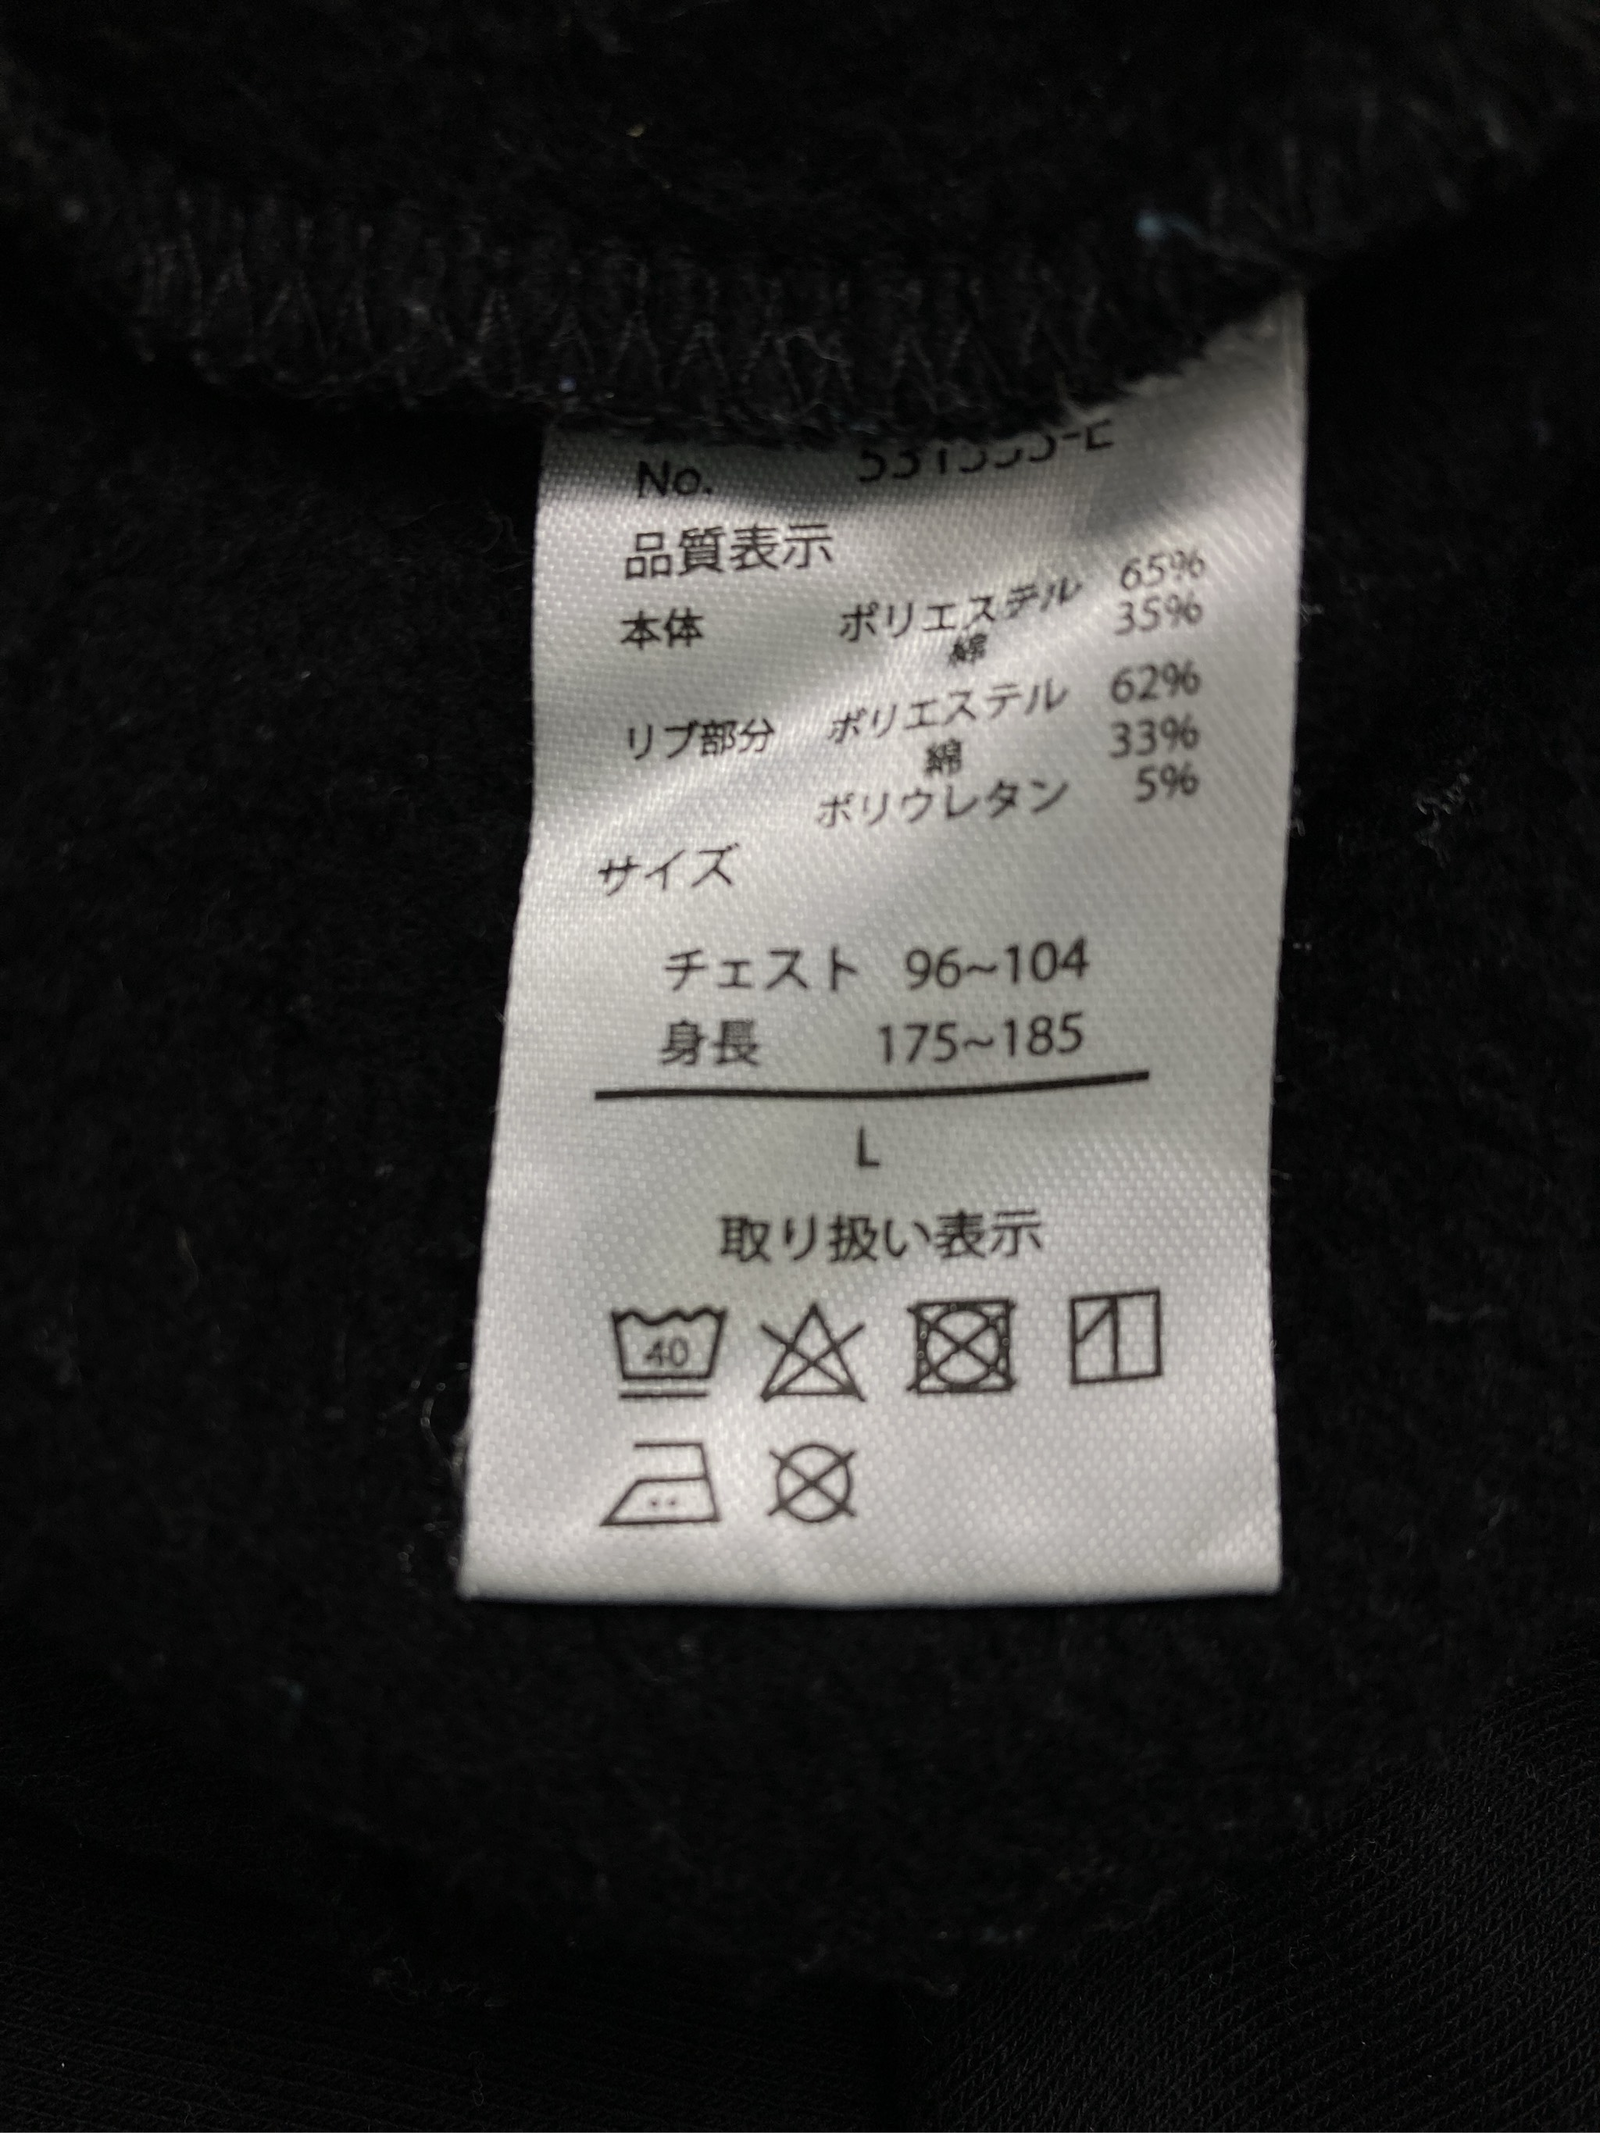 No.
品質表示
本体 ポリエステル 65%
綿 35%
リブ部分 ポリエステル 62%
綿 33%
ポリウレタン 5%
サイズ
チェスト 96~104
身長 175~185
L
取り扱い表示
40